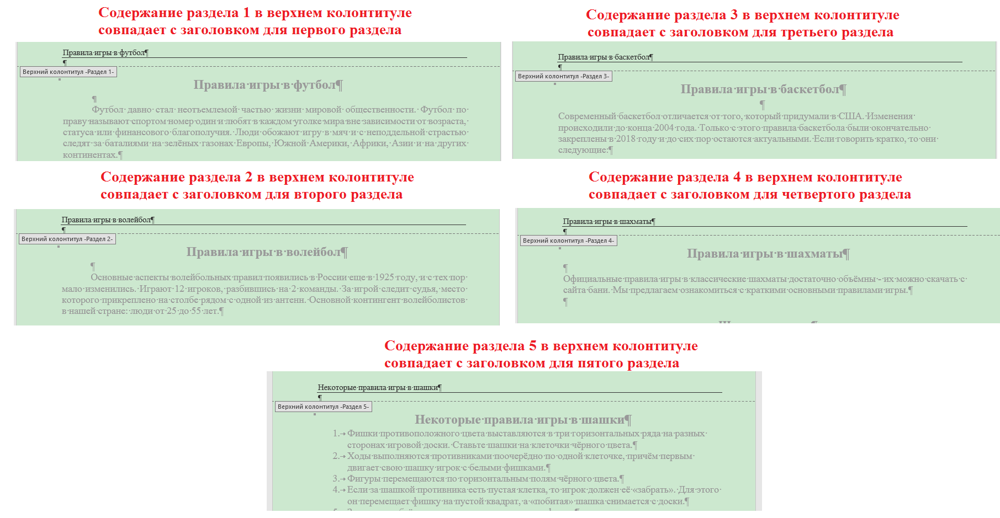 Содержание раздела 1 в верхнем колонтитуле
совпадает с заголовком для первого раздела
Правила·игры·в·футбол¶
¶
Верхний колонтитул -Раздел 1-
Правила·игры·в·футбол¶
¶
Футбол· давно· стал· неотъемлемой· частью· жизни· мировой· общественности.· Футбол· по·
праву·называют·спортом·номер·один·и·любят·в·каждом·уголке·мира·вне·зависимости·от·возраста,·
статуса·или·финансового·благополучия.·Люди·обожают·игру·в·мяч·и·с·неподдельной·страстью·
следят·за·баталиями·на·зелёных·газонах·Европы,·Южной·Америки,·Африки,·Азии·и·на·других·
континентах.¶
Содержание раздела 2 в верхнем колонтитуле
совпадает с заголовком для второго раздела
Правила·игры·в·волейбол¶
¶
Верхний колонтитул -Раздел 2-
Правила·игры·в·волейбол¶
¶
Основные·аспекты·волейбольных·правил·появились·в·России·еще·в·1925·году,·и·с·тех·пор·
мало·изменились.·Играют·12·игроков,·разбившись·на·2·команды.·За·игрой·следит·судья,·место·
которого·прикреплено·на·столбе·рядом·с·одной·из·антенн.·Основной·контингент·волейболистов·
в·нашей·стране:·люди·от·25·до·55·лет.¶
Содержание раздела 3 в верхнем колонтитуле
совпадает с заголовком для третьего раздела
Правила·игры·в·баскетбол¶
¶
Верхний колонтитул -Раздел 3-
Правила·игры·в·баскетбол¶
¶
Современный·баскетбол·отличается·от·того,·который·придумали·в·США.·Изменения·
происходили·до·конца·2004·года.·Только·с·этого·правила·баскетбола·были·окончательно·
закреплены·в·2018·году·и·до·сих·пор·остаются·актуальными.·Если·говорить·кратко,·то·они·
следующие:¶
Содержание раздела 4 в верхнем колонтитуле
совпадает с заголовком для четвертого раздела
Правила·игры·в·шахматы¶
¶
Верхний колонтитул -Раздел 4-
Правила·игры·в·шахматы¶
¶
Официальные·правила·игры·в·классические·шахматы·достаточно·объёмны·-·их·можно·скачать·с·
сайта·бани.·Мы·предлагаем·ознакомиться·с·краткими·основными·правилами·игры.¶
¶
Содержание раздела 5 в верхнем колонтитуле
совпадает с заголовком для пятого раздела
Некоторые·правила·игры·в·шашки¶
¶
Верхний колонтитул -Раздел 5-
Некоторые·правила·игры·в·шашки¶
1.→Фишки·противоположного·цвета·выставляются·в·три·горизонтальных·ряда·на·разных·
сторонах·игровой·доски.·Ставьте·шашки·на·клеточки·чёрного·цвета.¶
2.→Ходы·выполняются·противниками·поочерёдно·по·одной·клеточке,·причём·первым·
двигает·свою·шашку·игрок·с·белыми·фишками.¶
3.→Фигуры·перемещаются·по·горизонтальным·полям·чёрного·цвета.¶
4.→Если·за·шашкой·противника·есть·пустая·клетка,·то·игрок·должен·её·«забрать».·Для·этого·
он·перемещает·фишку·на·пустой·квадрат,·а·«побитая»·шашка·снимается·с·доски.¶